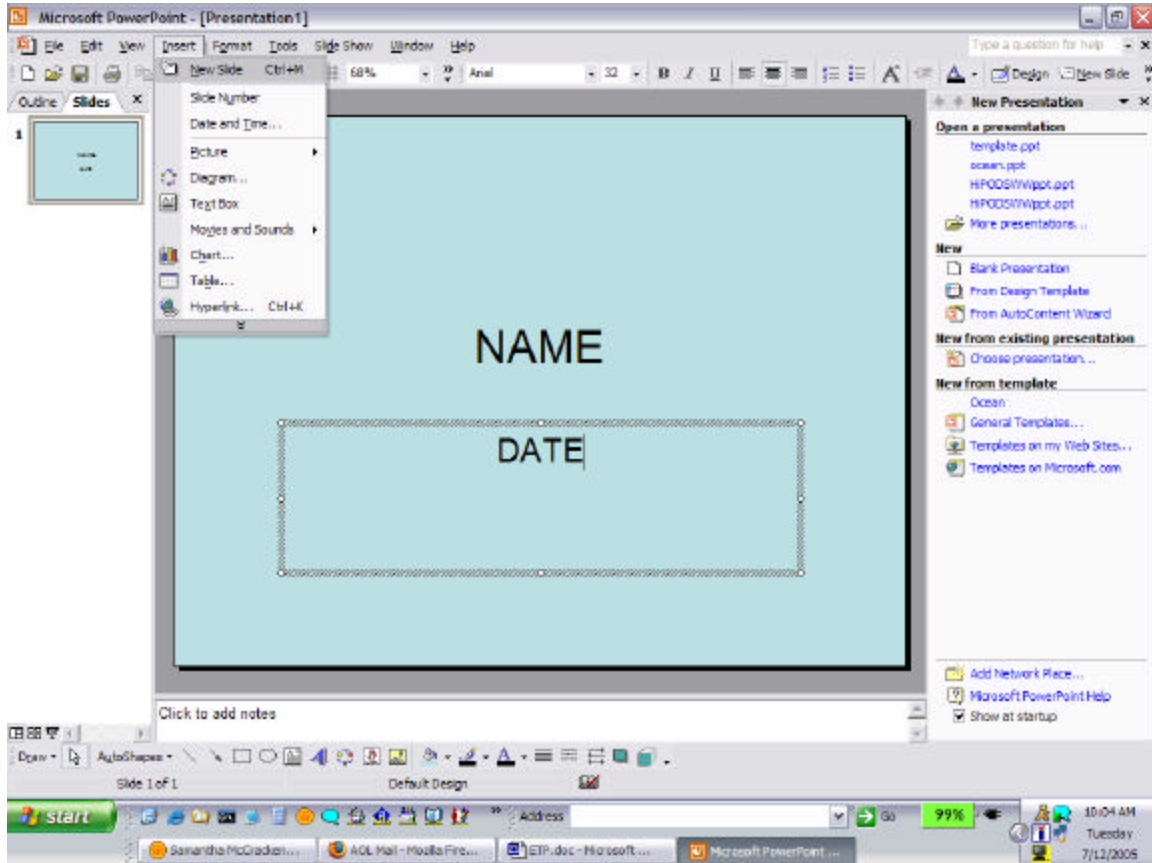 Microsoft PowerPoint - [Presentation1]
File Edit View Insert Format Tools Slide Show Window Help Type a question for help
68% Arial 32 B I U A A Design New Slide
Outline Slides
New Slide Ctrl+M
Slide Number
Date and Time...
Picture
Diagram...
Text Box
Movies and Sounds
Chart...
Table...
Hyperlink... Ctrl+K
1
NAME
DATE
Click to add notes
New Presentation
Open a presentation
template.ppt
ocean.ppt
HIPODSWWppt.ppt
HIPODSWWppt.ppt
More presentations...
New
Blank Presentation
From Design Template
From AutoContent Wizard
New from existing presentation
Choose presentation...
New from template
Ocean
General Templates...
Templates on my Web Sites...
Templates on Microsoft.com
Add Network Place...
Microsoft PowerPoint Help
Show at startup
Draw AutoShapes A
Slide 1 of 1 Default Design
start Address Go 99% 10:04 AM
Tuesday
Samantha McCracken... AOL Mail - Mozilla Fire... ETP.doc - Microsoft ... Microsoft PowerPoint ... 7/12/2005